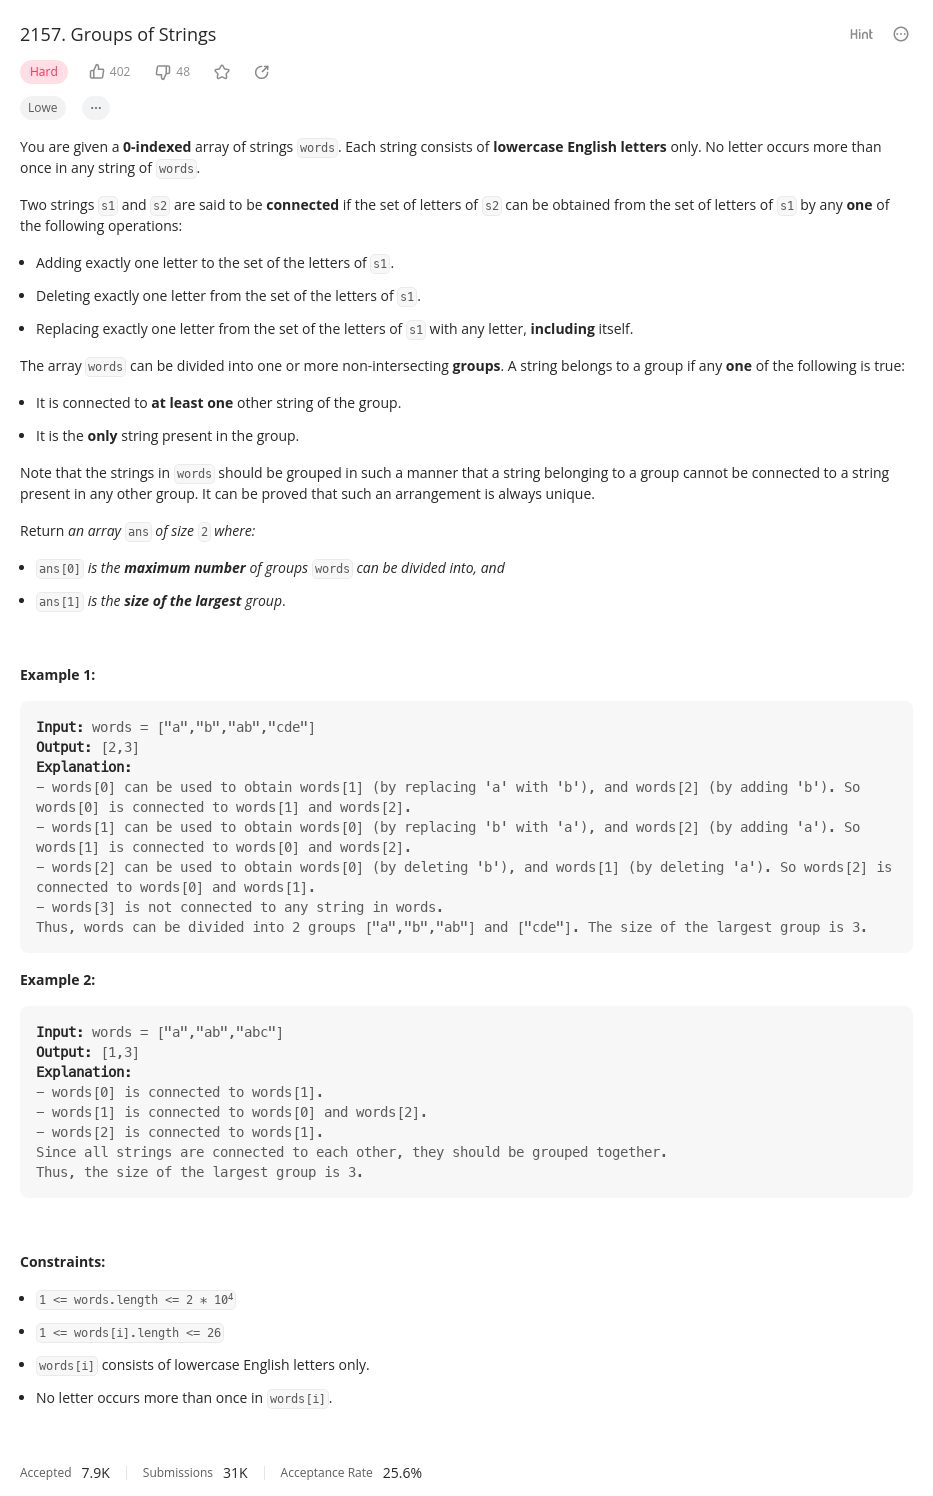 2157. Groups of Strings
Hint
Hard 402 48
Lowe ...
You are given a 0-indexed array of strings words. Each string consists of lowercase English letters only. No letter occurs more than
once in any string of words.
Two strings s1 and s2 are said to be connected if the set of letters of s2 can be obtained from the set of letters of s1 by any one of
the following operations:
• Adding exactly one letter to the set of the letters of s1.
• Deleting exactly one letter from the set of the letters of s1.
• Replacing exactly one letter from the set of the letters of s1 with any letter, including itself.
The array words can be divided into one or more non-intersecting groups. A string belongs to a group if any one of the following is true:
• It is connected to at least one other string of the group.
• It is the only string present in the group.
Note that the strings in words should be grouped in such a manner that a string belonging to a group cannot be connected to a string
present in any other group. It can be proved that such an arrangement is always unique.
Return an array ans of size 2 where:
• ans[0] is the maximum number of groups words can be divided into, and
• ans[1] is the size of the largest group.
Example 1:
Input: words = ["a","b","ab","cde"]
Output: [2,3]
Explanation:
- words[0] can be used to obtain words[1] (by replacing 'a' with 'b'), and words[2] (by adding 'b'). So
words[0] is connected to words[1] and words[2].
- words[1] can be used to obtain words[0] (by replacing 'b' with 'a'), and words[2] (by adding 'a'). So
words[1] is connected to words[0] and words[2].
- words[2] can be used to obtain words[0] (by deleting 'b'), and words[1] (by deleting 'a'). So words[2] is
connected to words[0] and words[1].
- words[3] is not connected to any string in words.
Thus, words can be divided into 2 groups ["a","b","ab"] and ["cde"]. The size of the largest group is 3.
Example 2:
Input: words = ["a","ab","abc"]
Output: [1,3]
Explanation:
- words[0] is connected to words[1].
- words[1] is connected to words[0] and words[2].
- words[2] is connected to words[1].
Since all strings are connected to each other, they should be grouped together.
Thus, the size of the largest group is 3.
Constraints:
• 1 <= words.length <= 2 * 10⁴
• 1 <= words[i].length <= 26
• words[i] consists of lowercase English letters only.
• No letter occurs more than once in words[i].
Accepted 7.9K Submissions 31K Acceptance Rate 25.6%